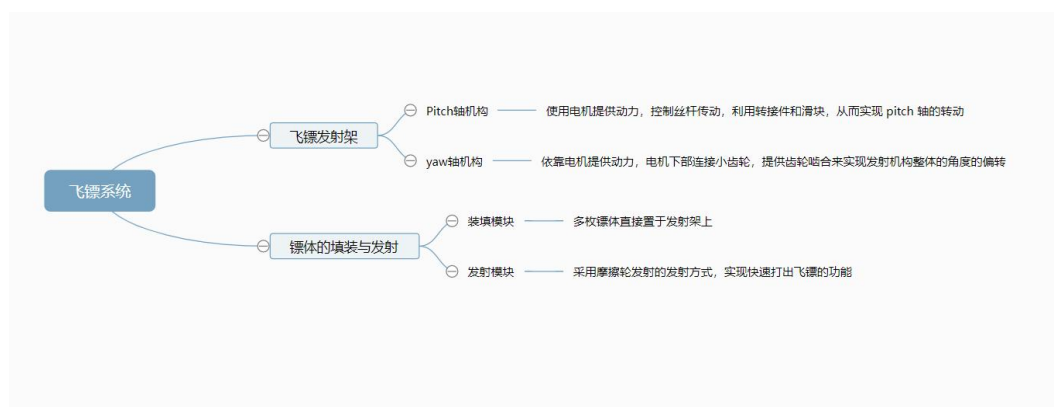 飞镖系统
飞镖发射架
Pitch轴机构
使用电机提供动力，控制丝杆传动，利用转接件和滑块，从而实现 pitch 轴的转动
yaw轴机构
依靠电机提供动力，电机下部连接小齿轮，提供齿轮啮合来实现发射机构整体的角度的偏转
镖体的填装与发射
装填模块
多枚镖体直接置于发射架上
发射模块
采用摩擦轮发射的发射方式，实现快速打出飞镖的功能